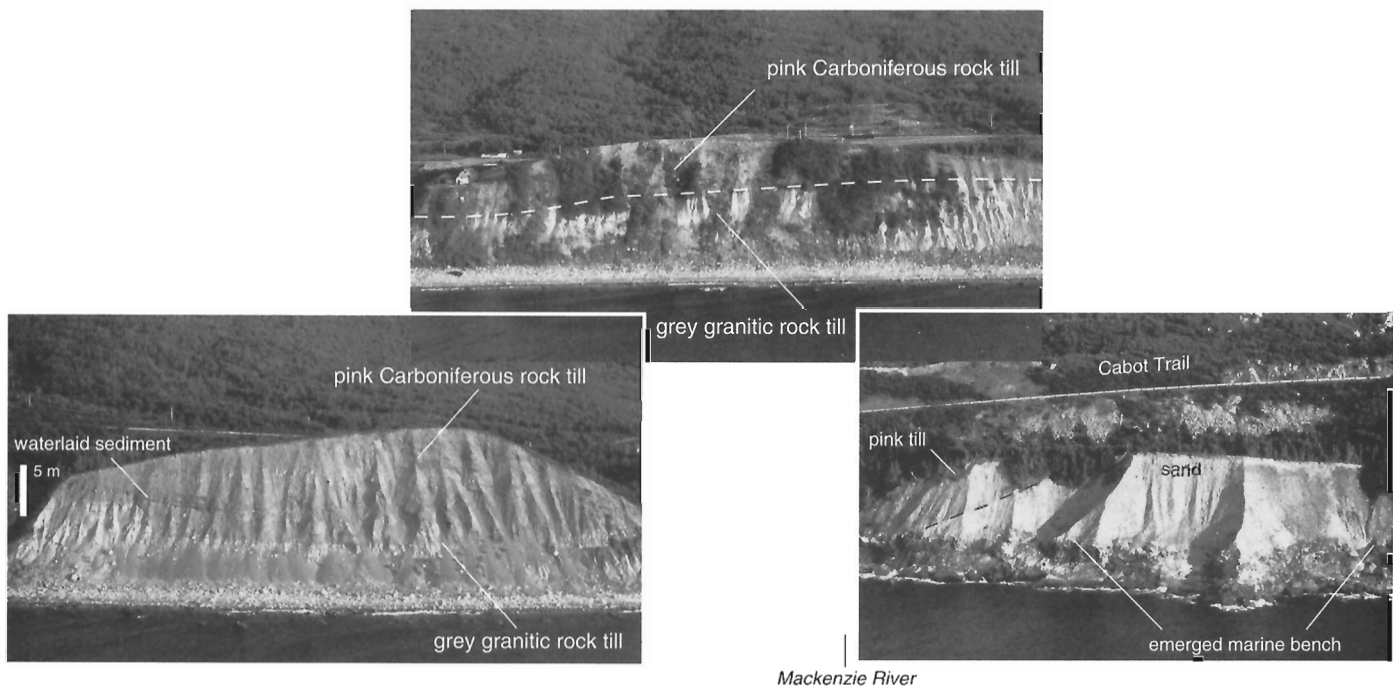 pink Carboniferous rock till
grey granitic rock till
pink Carboniferous rock till
waterlaid sediment
5 m
grey granitic rock till
Cabot Trail
pink till
sand
emerged marine bench
Mackenzie River